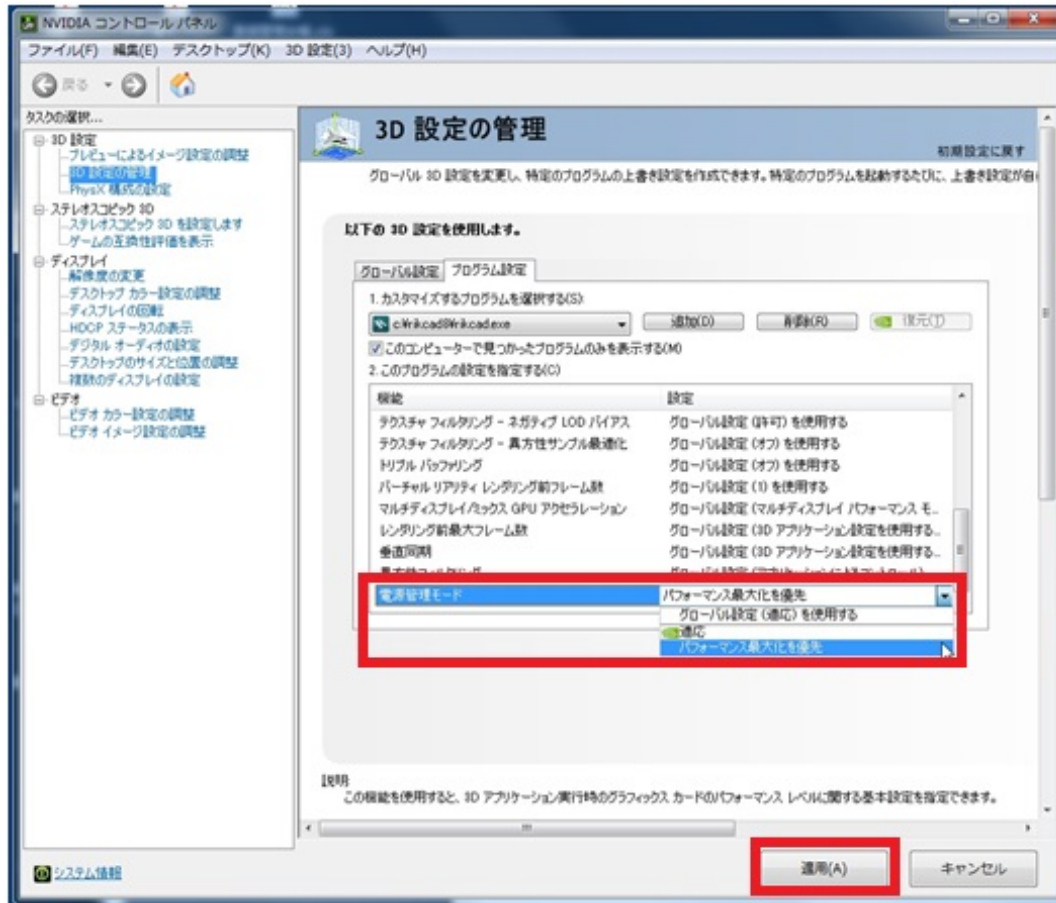 NVIDIA コントロール パネル
ファイル(F) 編集(E) デスクトップ(K) 3D 設定(3) ヘルプ(H)
戻る
タスクの選択...
3D 設定
プレビューによるイメージ設定の調整
3D 設定の管理
PhysX 構成の設定
ステレオスコピック 3D
ステレオスコピック 3D を設定します
ゲームの互換性評価を表示
ディスプレイ
解像度の変更
デスクトップ カラー設定の調整
ディスプレイの回転
HDCP ステータスの表示
デジタル オーディオの設定
デスクトップのサイズと位置の調整
複数のディスプレイの設定
ビデオ
ビデオ カラー設定の調整
ビデオ イメージ設定の調整
システム情報
3D 設定の管理
初期設定に戻す
グローバル 3D 設定を変更し、特定のプログラムの上書き設定を作成できます。特定のプログラムを起動するたびに、上書き設定が自
以下の 3D 設定を使用します。
グローバル設定 プログラム設定
1. カスタマイズするプログラムを選択する(S):
c:¥rikcad8¥rikcad.exe 追加(D) 削除(R) 復元(T)
このコンピューターで見つかったプログラムのみを表示する(M)
2. このプログラムの設定を指定する(C):
機能 設定
テクスチャ フィルタリング - ネガティブ LOD バイアス グローバル設定 (許可) を使用する
テクスチャ フィルタリング - 異方性サンプル最適化 グローバル設定 (オフ) を使用する
トリプル バッファリング グローバル設定 (オフ) を使用する
バーチャル リアリティ レンダリング前フレーム数 グローバル設定 (1) を使用する
マルチディスプレイ/ミックス GPU アクセラレーション グローバル設定 (マルチディスプレイ パフォーマンス モ...
レンダリング前最大フレーム数 グローバル設定 (3D アプリケーション設定を使用する...
垂直同期 グローバル設定 (3D アプリケーション設定を使用する...
電源管理モード パフォーマンス最大化を優先
グローバル設定 (適応) を使用する
適応
パフォーマンス最大化を優先
説明:
この機能を使用すると、3D アプリケーション実行時のグラフィックス カードのパフォーマンス レベルに関する基本設定を指定できます。
適用(A) キャンセル